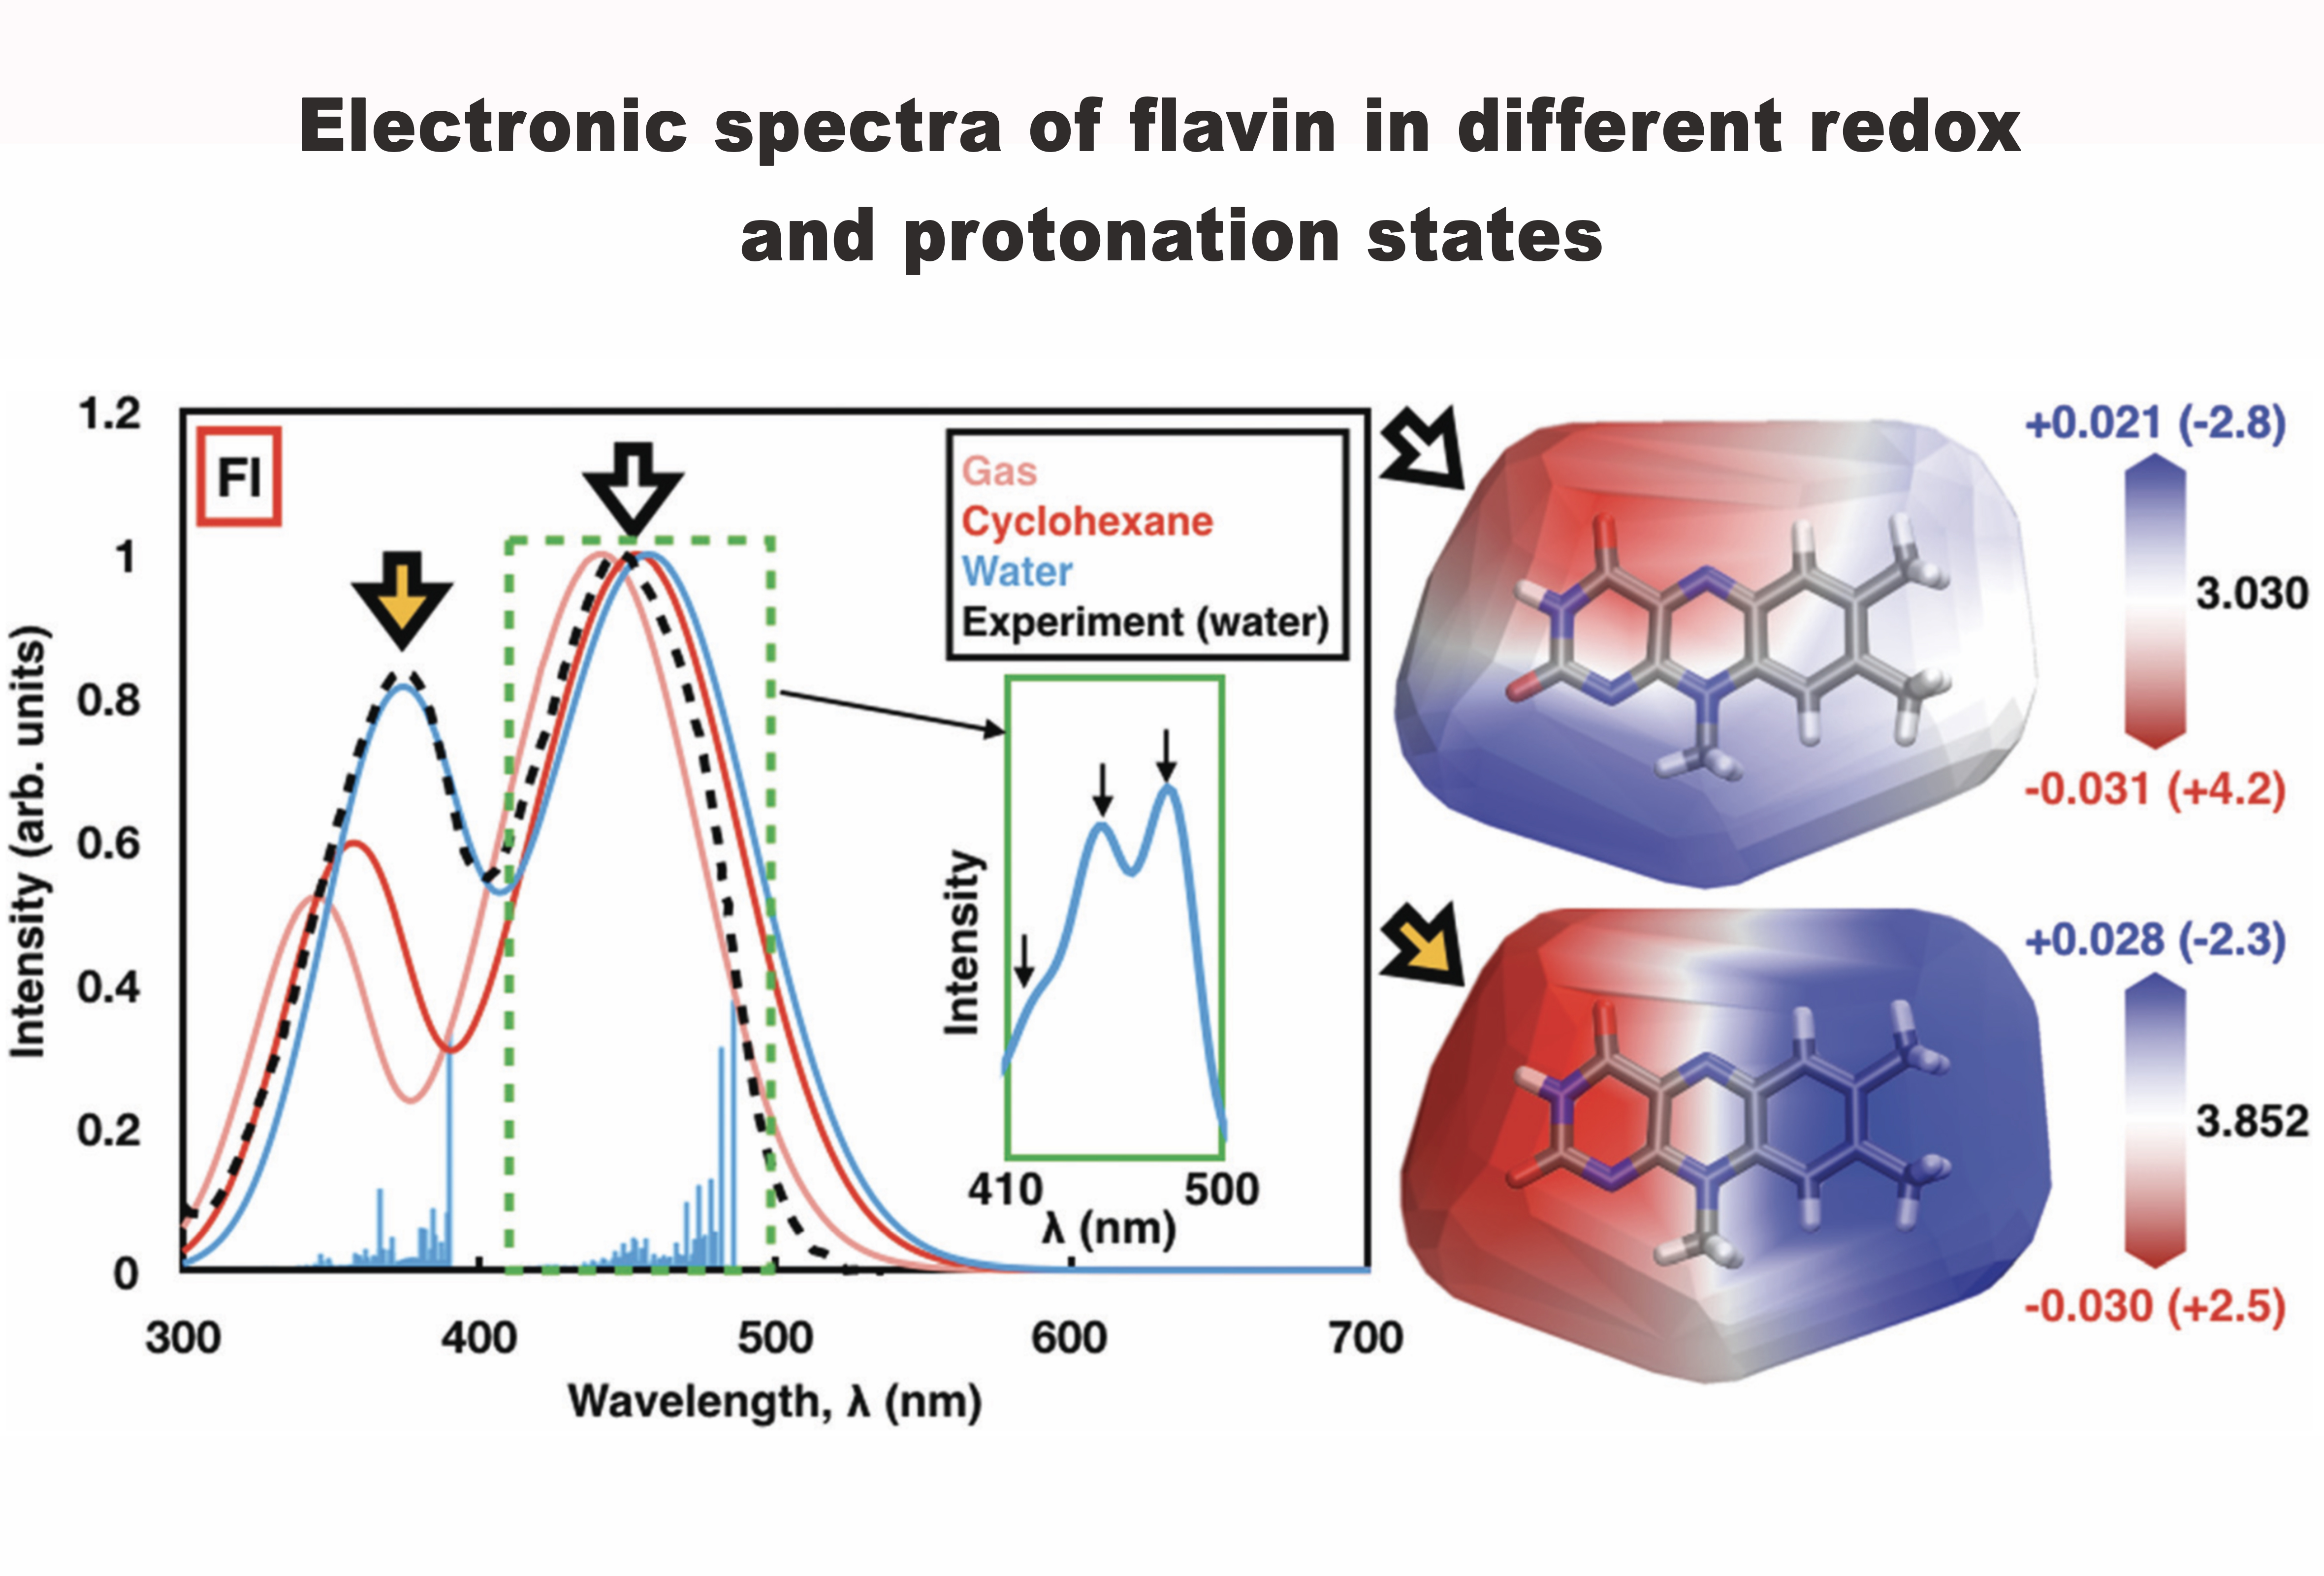 Electronic spectra of flavin in different redox
and protonation states
Fl
Gas
Cyclohexane
Water
Experiment (water)
Intensity (arb. units)
1.2
1
0.8
0.6
0.4
0.2
0
300
400
500
600
700
Wavelength, λ (nm)
Intensity
410
500
λ (nm)
+0.021 (-2.8)
3.030
-0.031 (+4.2)
+0.028 (-2.3)
3.852
-0.030 (+2.5)